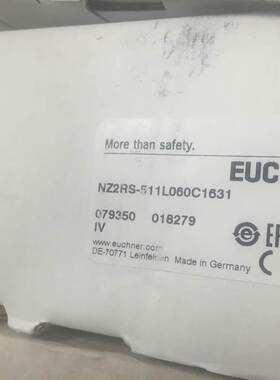 More than safety.
EUC
NZ2RS-511L060C1631
079350 018279
IV
www.euchner.com
DE-70771 Leinfelden Made in Germany